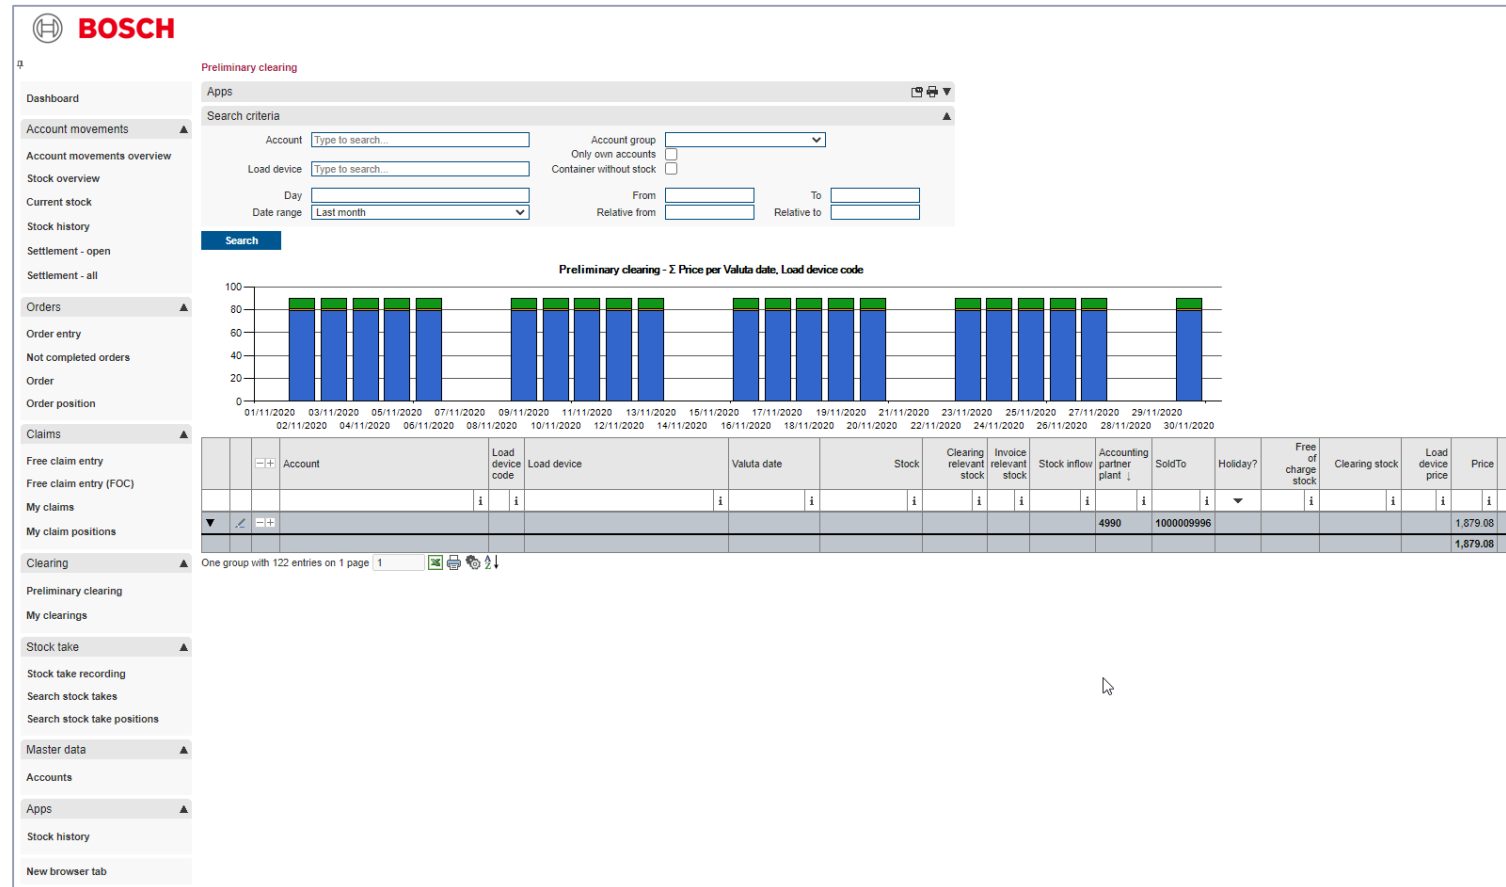 BOSCH
Preliminary clearing
Dashboard
Account movements
Account movements overview
Stock overview
Current stock
Stock history
Settlement - open
Settlement - all
Orders
Order entry
Not completed orders
Order
Order position
Claims
Free claim entry
Free claim entry (FOC)
My claims
My claim positions
Clearing
Preliminary clearing
My clearings
Stock take
Stock take recording
Search stock takes
Search stock take positions
Master data
Accounts
Apps
Stock history
New browser tab
Apps
Search criteria
Account Type to search... Account group
Only own accounts
Load device Type to search... Container without stock
Day From To
Date range Last month Relative from Relative to
Search
Preliminary clearing - Σ Price per Valuta date, Load device code
100
80
60
40
20
0
01/11/2020 03/11/2020 05/11/2020 07/11/2020 09/11/2020 11/11/2020 13/11/2020 15/11/2020 17/11/2020 19/11/2020 21/11/2020 23/11/2020 25/11/2020 27/11/2020 29/11/2020
02/11/2020 04/11/2020 06/11/2020 08/11/2020 10/11/2020 12/11/2020 14/11/2020 16/11/2020 18/11/2020 20/11/2020 22/11/2020 24/11/2020 26/11/2020 28/11/2020 30/11/2020
Account
Load
device
code
Load device
Valuta date
Stock
Clearing
relevant
stock
Invoice
relevant
stock
Stock inflow
Accounting
partner
plant ↓
SoldTo
Holiday?
Free
of
charge
stock
Clearing stock
Load
device
price
Price
i i i i i i i i i i i i i i
4990 1000009996 1,879.08
1,879.08
One group with 122 entries on 1 page 1